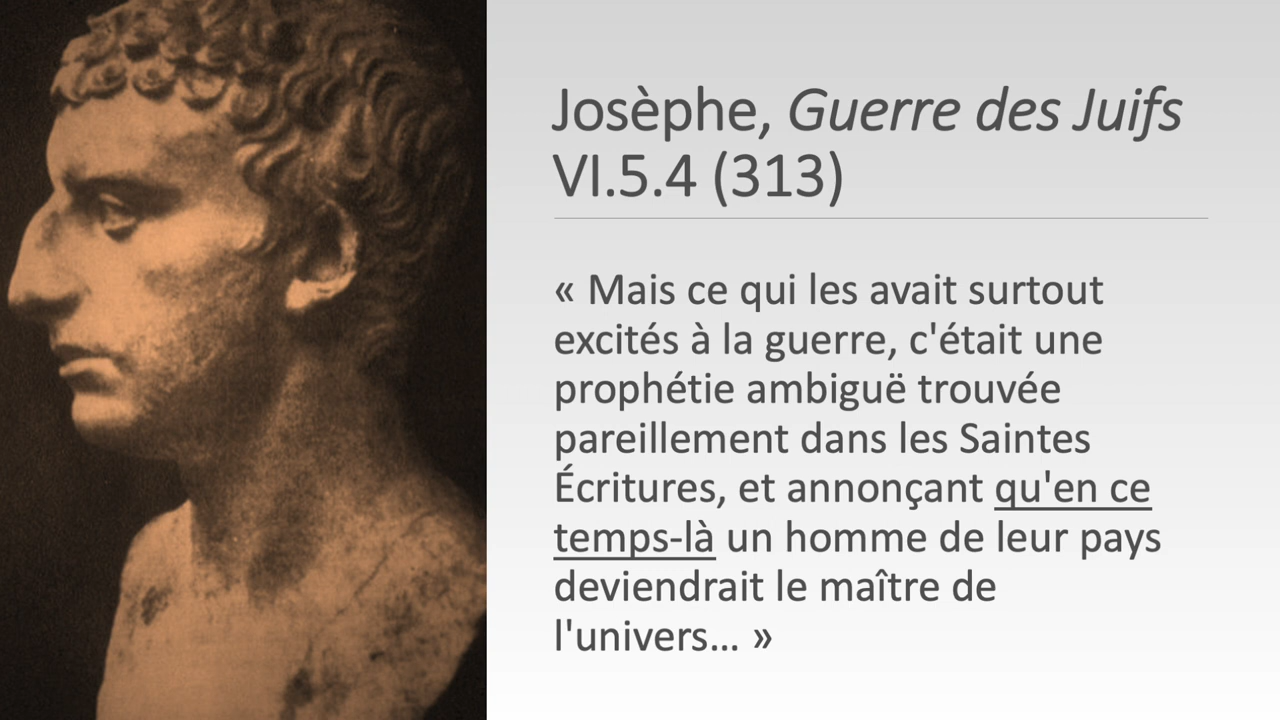 Josèphe, Guerre des Juifs
VI.5.4 (313)
« Mais ce qui les avait surtout
excités à la guerre, c'était une
prophétie ambiguë trouvée
pareillement dans les Saintes
Écritures, et annonçant qu'en ce
temps-là un homme de leur pays
deviendrait le maître de
l'univers… »